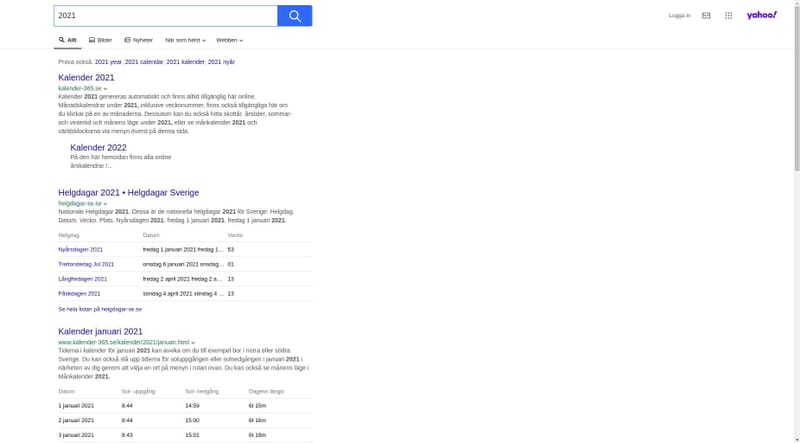 2021
Logga in
yahoo!
Allt Bilder Nyheter När som helst Webben
Prova också: 2021 year, 2021 calendar, 2021 kalender, 2021 nyår
Kalender 2021
kalender-365.se
Kalender 2021 genereras automatiskt och finns alltid tillgänglig här online.
Månadskalendrar under 2021, inklusive veckonummer, finns också tillgängliga här om
du klickar på en av månaderna. Dessutom kan du också hitta skottår, årstider, sommar-
och vintertid och månens läge under 2021, eller se månkalender 2021 och
världsklockorna via menyn överst på denna sida.
Kalender 2022
På den här hemsidan finns alla online
årskalendrar /...
Helgdagar 2021 • Helgdagar Sverige
helgdagar-se.se
Nationale Helgdagar 2021. Dessa är de nationella helgdagar 2021 för Sverige: Helgdag.
Datum. Vecko. Plats. Nyårsdagen 2021. fredag 1 januari 2021. fredag 1 januari 2021.
Helgdag Datum Vecko
Nyårsdagen 2021 fredag 1 januari 2021 fredag 1... 53
Trettondedag Jul 2021 onsdag 6 januari 2021 onsdag... 01
Långfredagen 2021 fredag 2 april 2021 fredag 2 a... 13
Påskdagen 2021 söndag 4 april 2021 söndag 4 ... 13
Se hela listan på helgdagar-se.se
Kalender januari 2021
www.kalender-365.se/kalender/2021/januari.html
Tiderna i kalender för januari 2021 kan avvika om du till exempel bor i norra eller södra
Sverige. Du kan också slå upp tiderna för soluppgången eller solnedgången i januari 2021 i
närheten av dig genom att välja en ort på menyn i rutan ovan. Du kan också se månens läge i
Månkalender 2021.
Datum Sol- uppgång Sol- nedgång Dagens längd
1 januari 2021 8:44 14:59 6t 15m
2 januari 2021 8:44 15:00 6t 16m
3 januari 2021 8:43 15:01 6t 18m